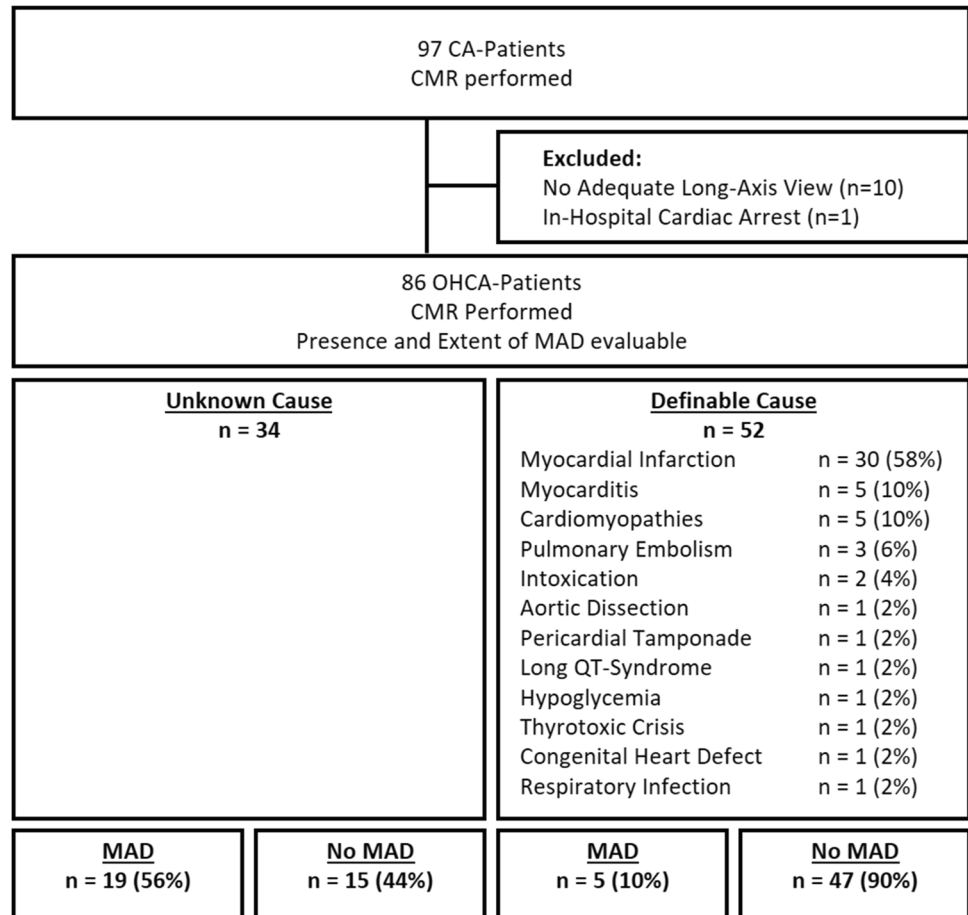 97 CA-Patients
CMR performed
Excluded:
No Adequate Long-Axis View (n=10)
In-Hospital Cardiac Arrest (n=1)
86 OHCA-Patients
CMR Performed
Presence and Extent of MAD evaluable
Unknown Cause
n = 34
Definable Cause
n = 52
Myocardial Infarction n = 30 (58%)
Myocarditis n = 5 (10%)
Cardiomyopathies n = 5 (10%)
Pulmonary Embolism n = 3 (6%)
Intoxication n = 2 (4%)
Aortic Dissection n = 1 (2%)
Pericardial Tamponade n = 1 (2%)
Long QT-Syndrome n = 1 (2%)
Hypoglycemia n = 1 (2%)
Thyrotoxic Crisis n = 1 (2%)
Congenital Heart Defect n = 1 (2%)
Respiratory Infection n = 1 (2%)
MAD
n = 19 (56%)
No MAD
n = 15 (44%)
MAD
n = 5 (10%)
No MAD
n = 47 (90%)